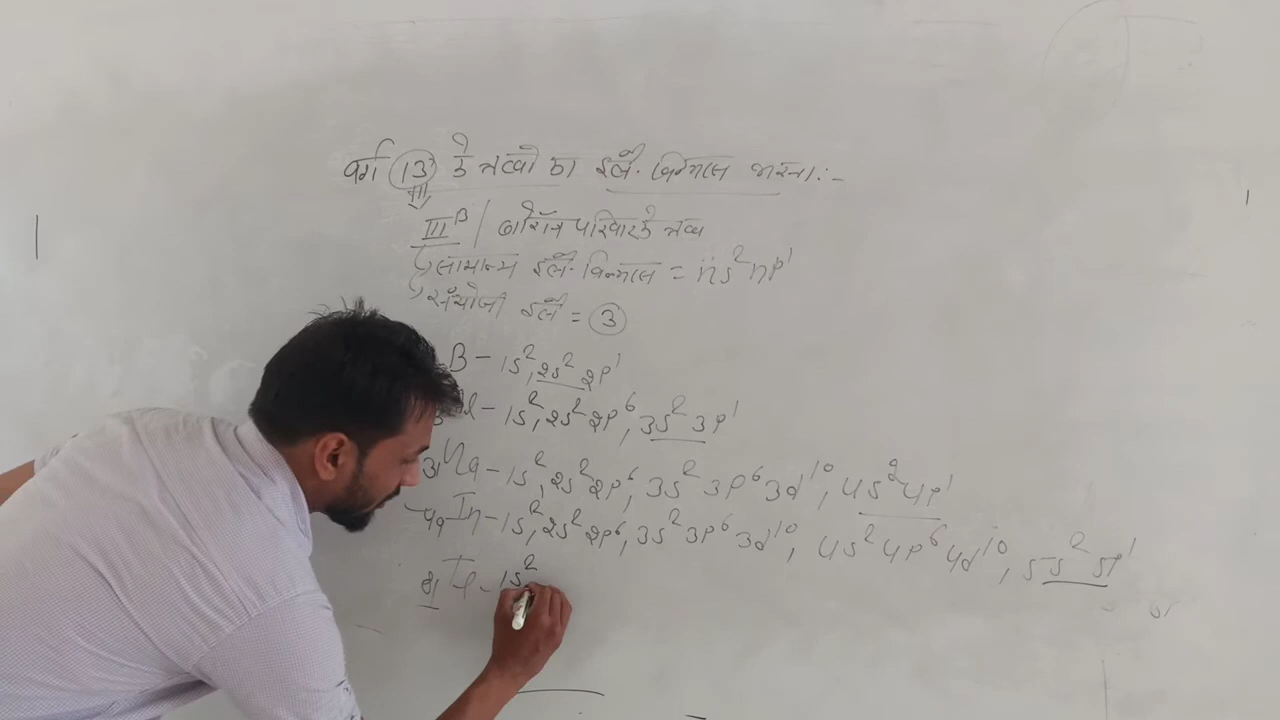 वर्ग 13 के तत्वों का इलै. विन्यास करना :-
III B / बोरॉन परिवार के तत्व
सामान्य इलै. विन्यास = ns² np¹
संयोजी इलै = 3
B - 1s², 2s² 2p¹
1s², 2s² 2p⁶, 3s² 3p¹
31 Ga - 1s², 2s² 2p⁶, 3s² 3p⁶ 3d¹⁰, 4s² 4p¹
49 In - 1s², 2s² 2p⁶, 3s² 3p⁶ 3d¹⁰, 4s² 4p⁶ 4d¹⁰, 5s² 5p¹
81 Tl - 1s²